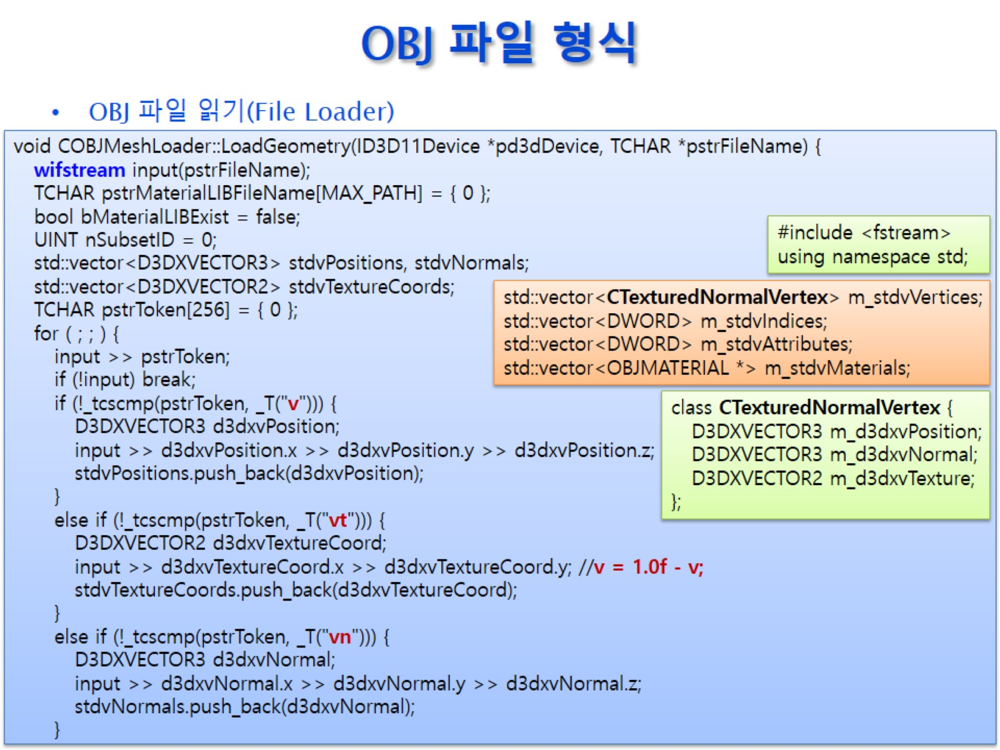 OBJ 파일 형식
• OBJ 파일 읽기(File Loader)
void COBJMeshLoader::LoadGeometry(ID3D11Device *pd3dDevice, TCHAR *pstrFileName) {
wifstream input(pstrFileName);
TCHAR pstrMaterialLIBFileName[MAX_PATH] = { 0 };
bool bMaterialLIBExist = false;
UINT nSubsetID = 0;
std::vector<D3DXVECTOR3> stdvPositions, stdvNormals;
std::vector<D3DXVECTOR2> stdvTextureCoords;
TCHAR pstrToken[256] = { 0 };
for ( ; ; ) {
input >> pstrToken;
if (!input) break;
if (!_tcscmp(pstrToken, _T("v"))) {
D3DXVECTOR3 d3dxvPosition;
input >> d3dxvPosition.x >> d3dxvPosition.y >> d3dxvPosition.z;
stdvPositions.push_back(d3dxvPosition);
}
else if (!_tcscmp(pstrToken, _T("vt"))) {
D3DXVECTOR2 d3dxvTextureCoord;
input >> d3dxvTextureCoord.x >> d3dxvTextureCoord.y; //v = 1.0f - v;
stdvTextureCoords.push_back(d3dxvTextureCoord);
}
else if (!_tcscmp(pstrToken, _T("vn"))) {
D3DXVECTOR3 d3dxvNormal;
input >> d3dxvNormal.x >> d3dxvNormal.y >> d3dxvNormal.z;
stdvNormals.push_back(d3dxvNormal);
}
#include <fstream>
using namespace std;
std::vector<CTexturedNormalVertex> m_stdvVertices;
std::vector<DWORD> m_stdvIndices;
std::vector<DWORD> m_stdvAttributes;
std::vector<OBJMATERIAL *> m_stdvMaterials;
class CTexturedNormalVertex {
D3DXVECTOR3 m_d3dxvPosition;
D3DXVECTOR3 m_d3dxvNormal;
D3DXVECTOR2 m_d3dxvTexture;
};